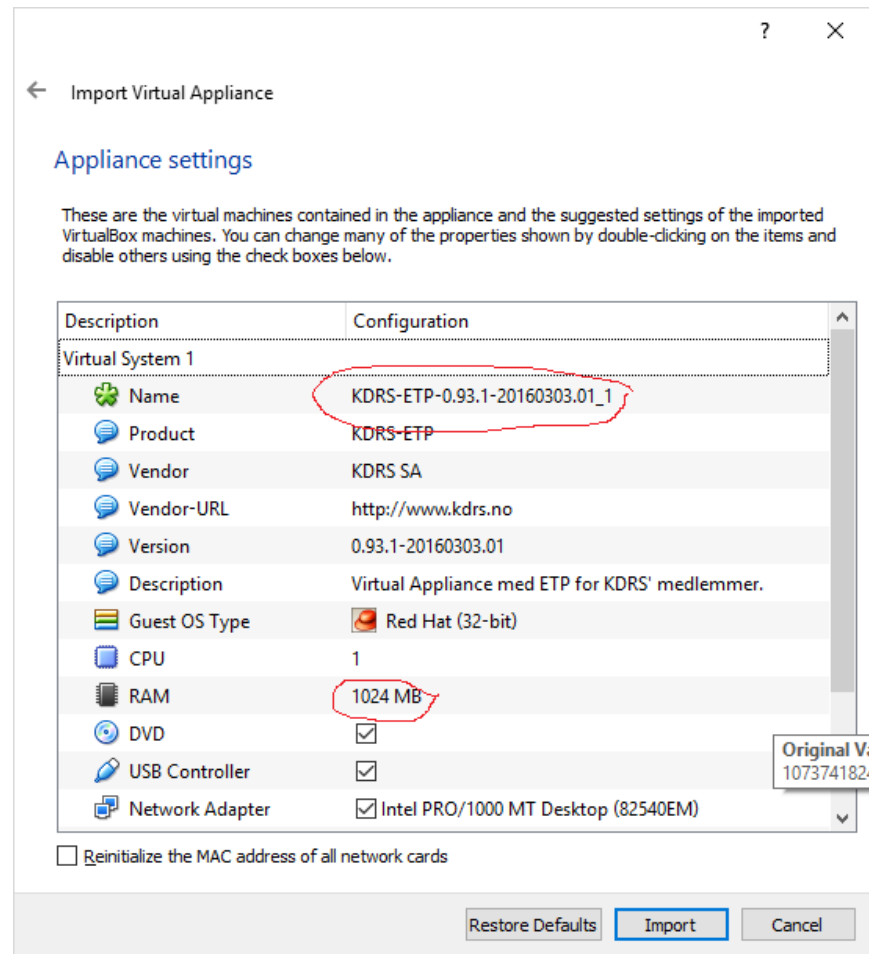 ?
Import Virtual Appliance
Appliance settings
These are the virtual machines contained in the appliance and the suggested settings of the imported
VirtualBox machines. You can change many of the properties shown by double-clicking on the items and
disable others using the check boxes below.
Description Configuration
Virtual System 1
Name KDRS-ETP-0.93.1-20160303.01_1
Product KDRS-ETP
Vendor KDRS SA
Vendor-URL http://www.kdrs.no
Version 0.93.1-20160303.01
Description Virtual Appliance med ETP for KDRS' medlemmer.
Guest OS Type Red Hat (32-bit)
CPU 1
RAM 1024 MB
DVD
Original Va
USB Controller
107374182
Network Adapter Intel PRO/1000 MT Desktop (82540EM)
Reinitialize the MAC address of all network cards
Restore Defaults Import Cancel